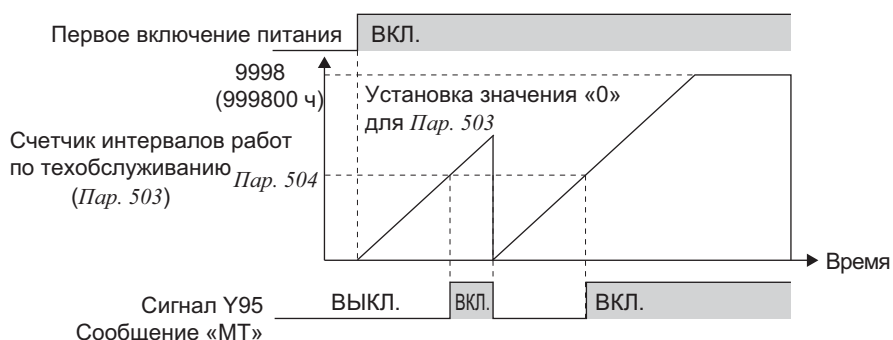 Первое включение питания
ВКЛ.
9998
(999800 ч)
Установка значения «0»
для Пар. 503
Счетчик интервалов работ
по техобслуживанию
(Пар. 503)
Пар. 504
Время
Сигнал Y95
Сообщение «MT»
ВЫКЛ.
ВКЛ.
ВКЛ.